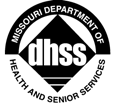 MISSOURI DEPARTMENT OF
dhss
HEALTH AND SENIOR SERVICES